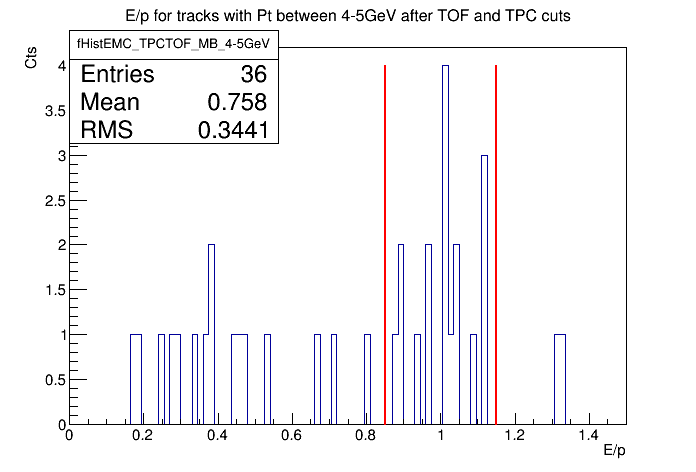 E/p for tracks with Pt between 4-5GeV after TOF and TPC cuts
fHistEMC_TPCTOF_MB_4-5GeV
Entries 36
Mean 0.758
RMS 0.3441
Cts
4
3.5
3
2.5
2
1.5
1
0.5
0
0 0.2 0.4 0.6 0.8 1 1.2 1.4
E/p